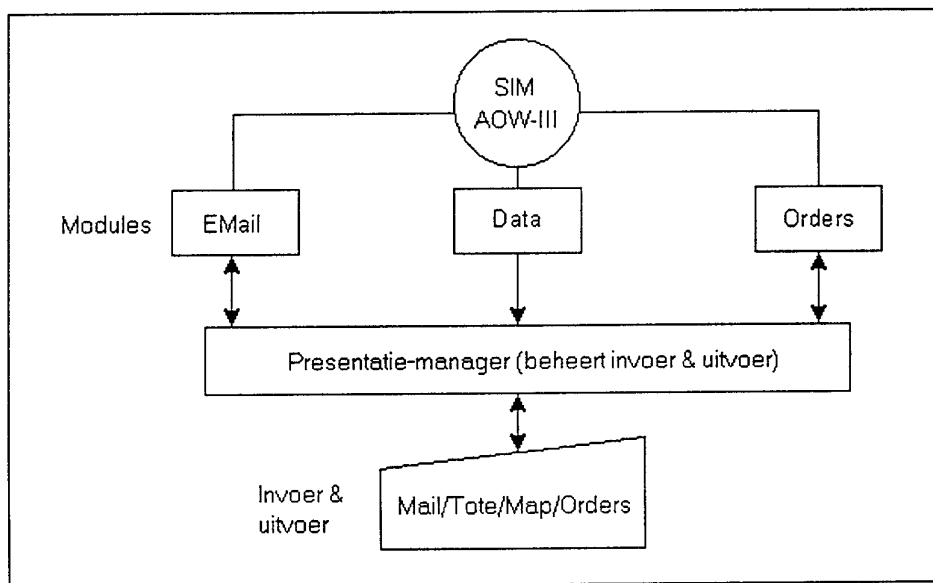 SIM
AOW-III
Modules
EMail
Data
Orders
Presentatie-manager (beheert invoer & uitvoer)
Invoer &
uitvoer
Mail/Tote/Map/Orders